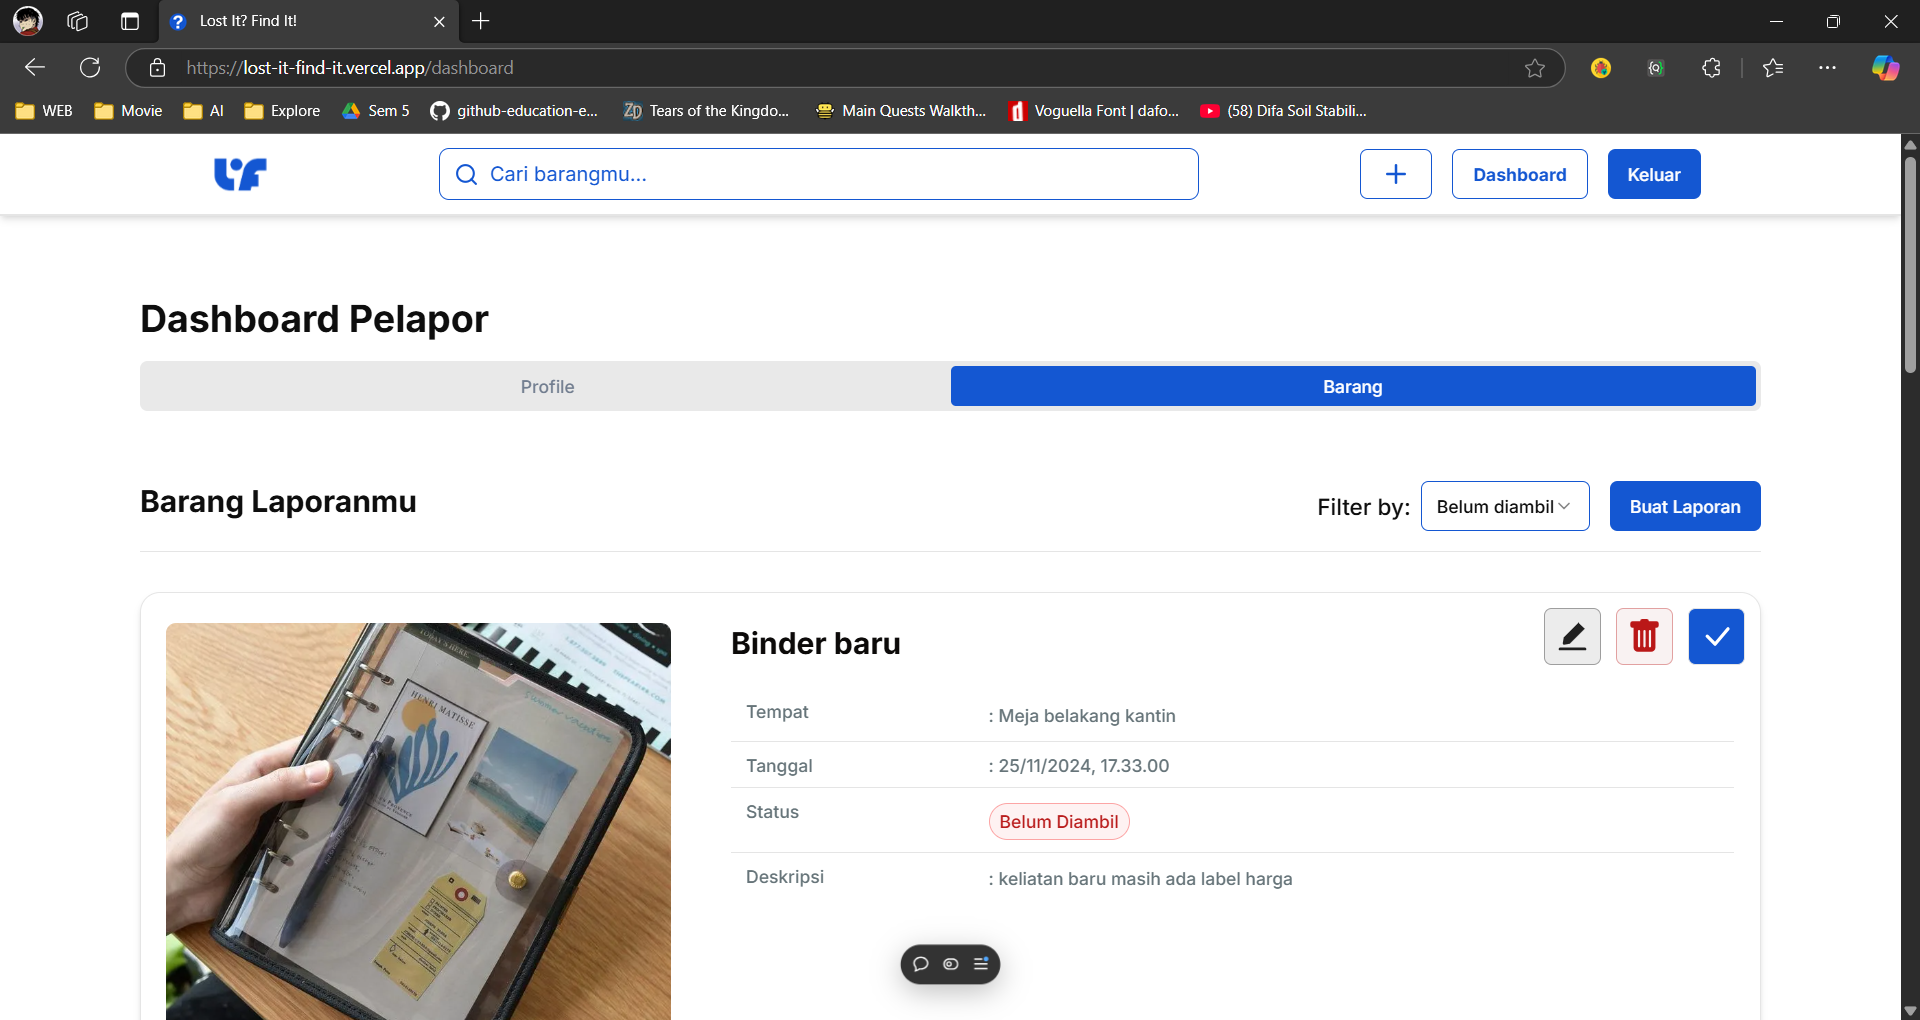 Lost It? Find It!
https://lost-it-find-it.vercel.app/dashboard
WEB Movie AI Explore Sem 5 github-education-e... Tears of the Kingdo... Main Quests Walkth... Voguella Font | dafo... (58) Difa Soil Stabili...
Cari barangmu...
+ Dashboard Keluar
Dashboard Pelapor
Profile Barang
Barang Laporanmu Filter by: Belum diambil Buat Laporan
Binder baru
Tempat : Meja belakang kantin
Tanggal : 25/11/2024, 17.33.00
Status Belum Diambil
Deskripsi : keliatan baru masih ada label harga
HENRI MATISSE